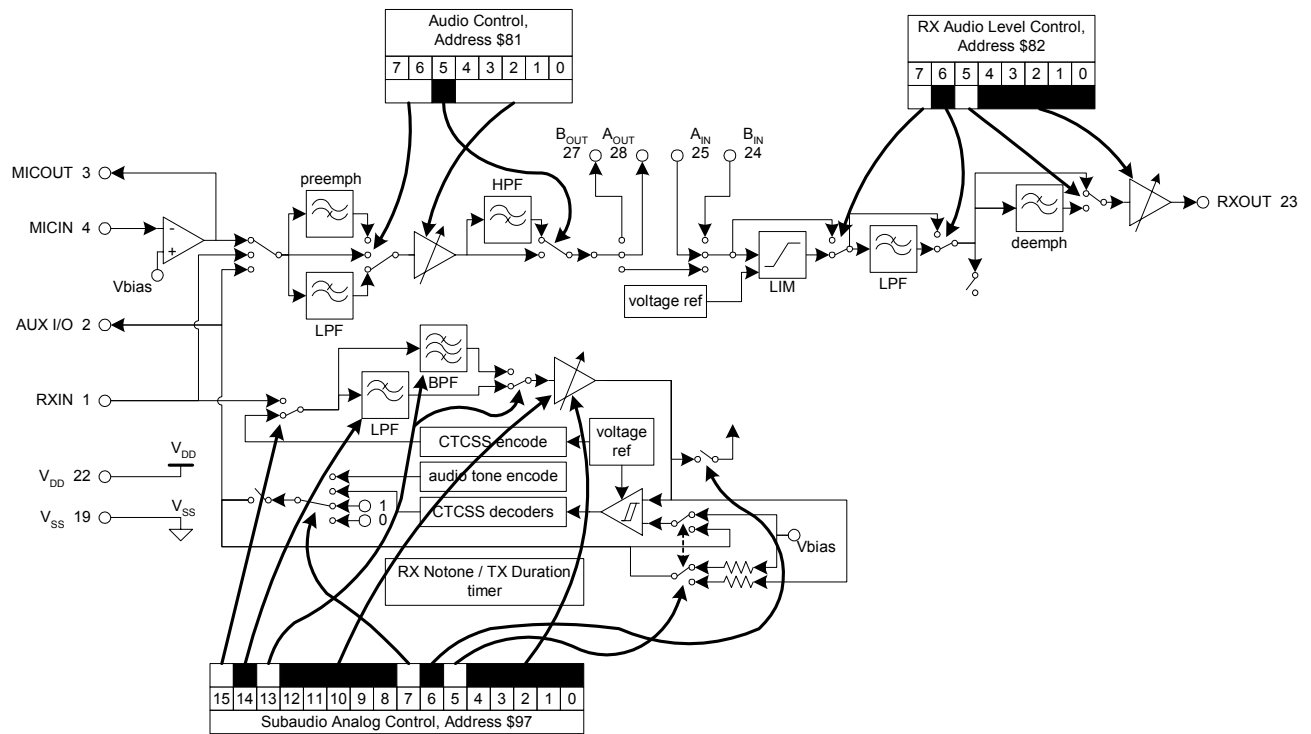 Audio Control,
Address $81
7 6 5 4 3 2 1 0
RX Audio Level Control,
Address $82
7 6 5 4 3 2 1 0
BOUT AOUT AIN BIN
27 28 25 24
MICOUT 3
MICIN 4
Vbias
AUX I/O 2
RXIN 1
VDD 22
VDD
VSS 19
VSS
preemph
LPF
HPF
- +
voltage ref
LIM
LPF
deemph
RXOUT 23
BPF
LPF
CTCSS encode
voltage
ref
audio tone encode
CTCSS decoders
1
0
Vbias
RX Notone / TX Duration
timer
15 14 13 12 11 10 9 8 7 6 5 4 3 2 1 0
Subaudio Analog Control, Address $97